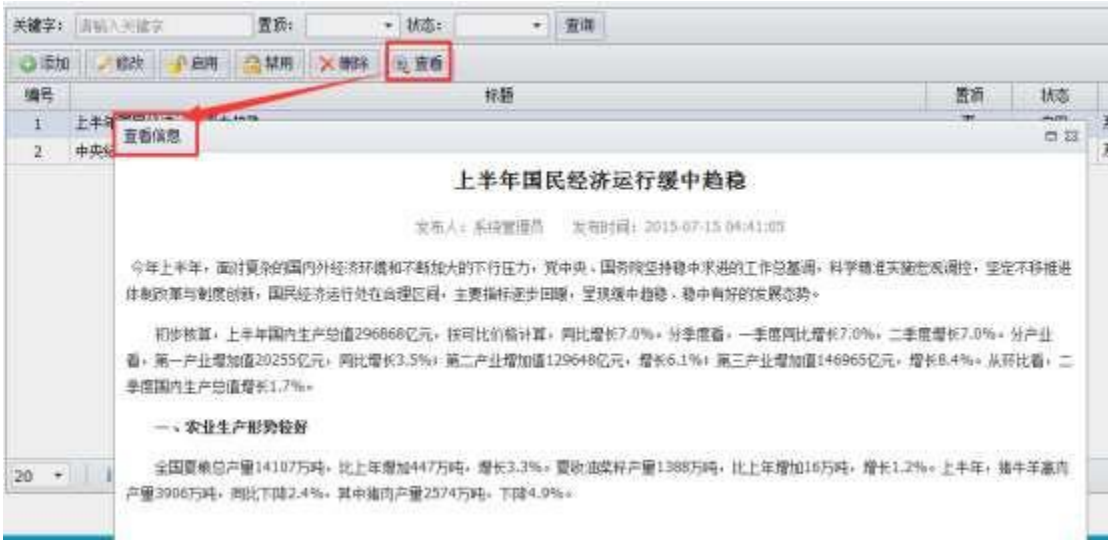 关键字: 请输入关键字 置顶: 状态: 查询
添加 修改 启用 禁用 删除 查看
编号 标题 置顶 状态
1 上半年
2 中央
查看信息
上半年国民经济运行缓中趋稳
发布人: 系统管理员 发布时间: 2015-07-15 04:41:05
今年上半年，面对复杂的国内外经济环境和不断加大的下行压力，党中央、国务院坚持稳中求进的工作总基调，科学精准实施宏观调控，坚定不移推进
体制改革与制度创新，国民经济运行处在合理区间，主要指标逐步回暖，呈现缓中趋稳、稳中有好的发展态势。
初步核算，上半年国内生产总值296868亿元，按可比价格计算，同比增长7.0%。分季度看，一季度同比增长7.0%，二季度增长7.0%。分产业
看，第一产业增加值20255亿元，同比增长3.5%；第二产业增加值129648亿元，增长6.1%；第三产业增加值146965亿元，增长8.4%。从环比看，二
季度国内生产总值增长1.7%。
一、农业生产形势较好
全国夏粮总产量14107万吨，比上年增加447万吨，增长3.3%。夏收油菜籽产量1388万吨，比上年增加16万吨，增长1.2%。上半年，猪牛羊禽肉
产量3906万吨，同比下降2.4%，其中猪肉产量2574万吨，下降4.9%。
20